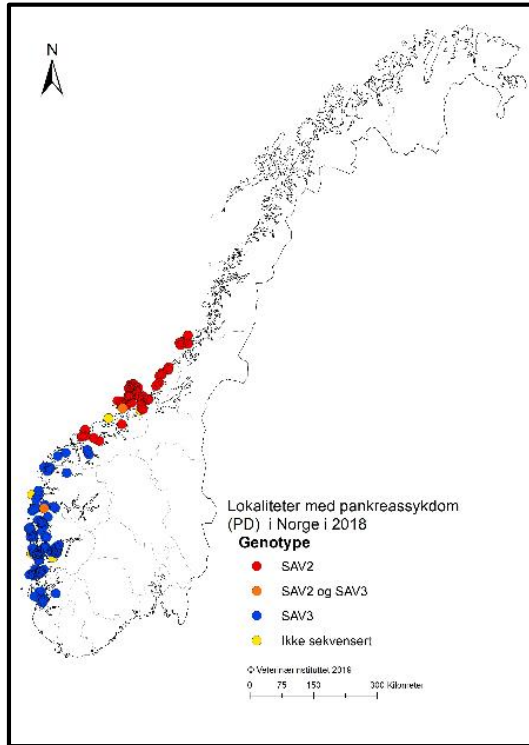 N
Lokaliteter med pankreassykdom
(PD) i Norge i 2018
Genotype
SAV2
SAV2 og SAV3
SAV3
Ikke sekvensert
© Veterinærinstituttet 2019
0 75 150 300 Kilometer